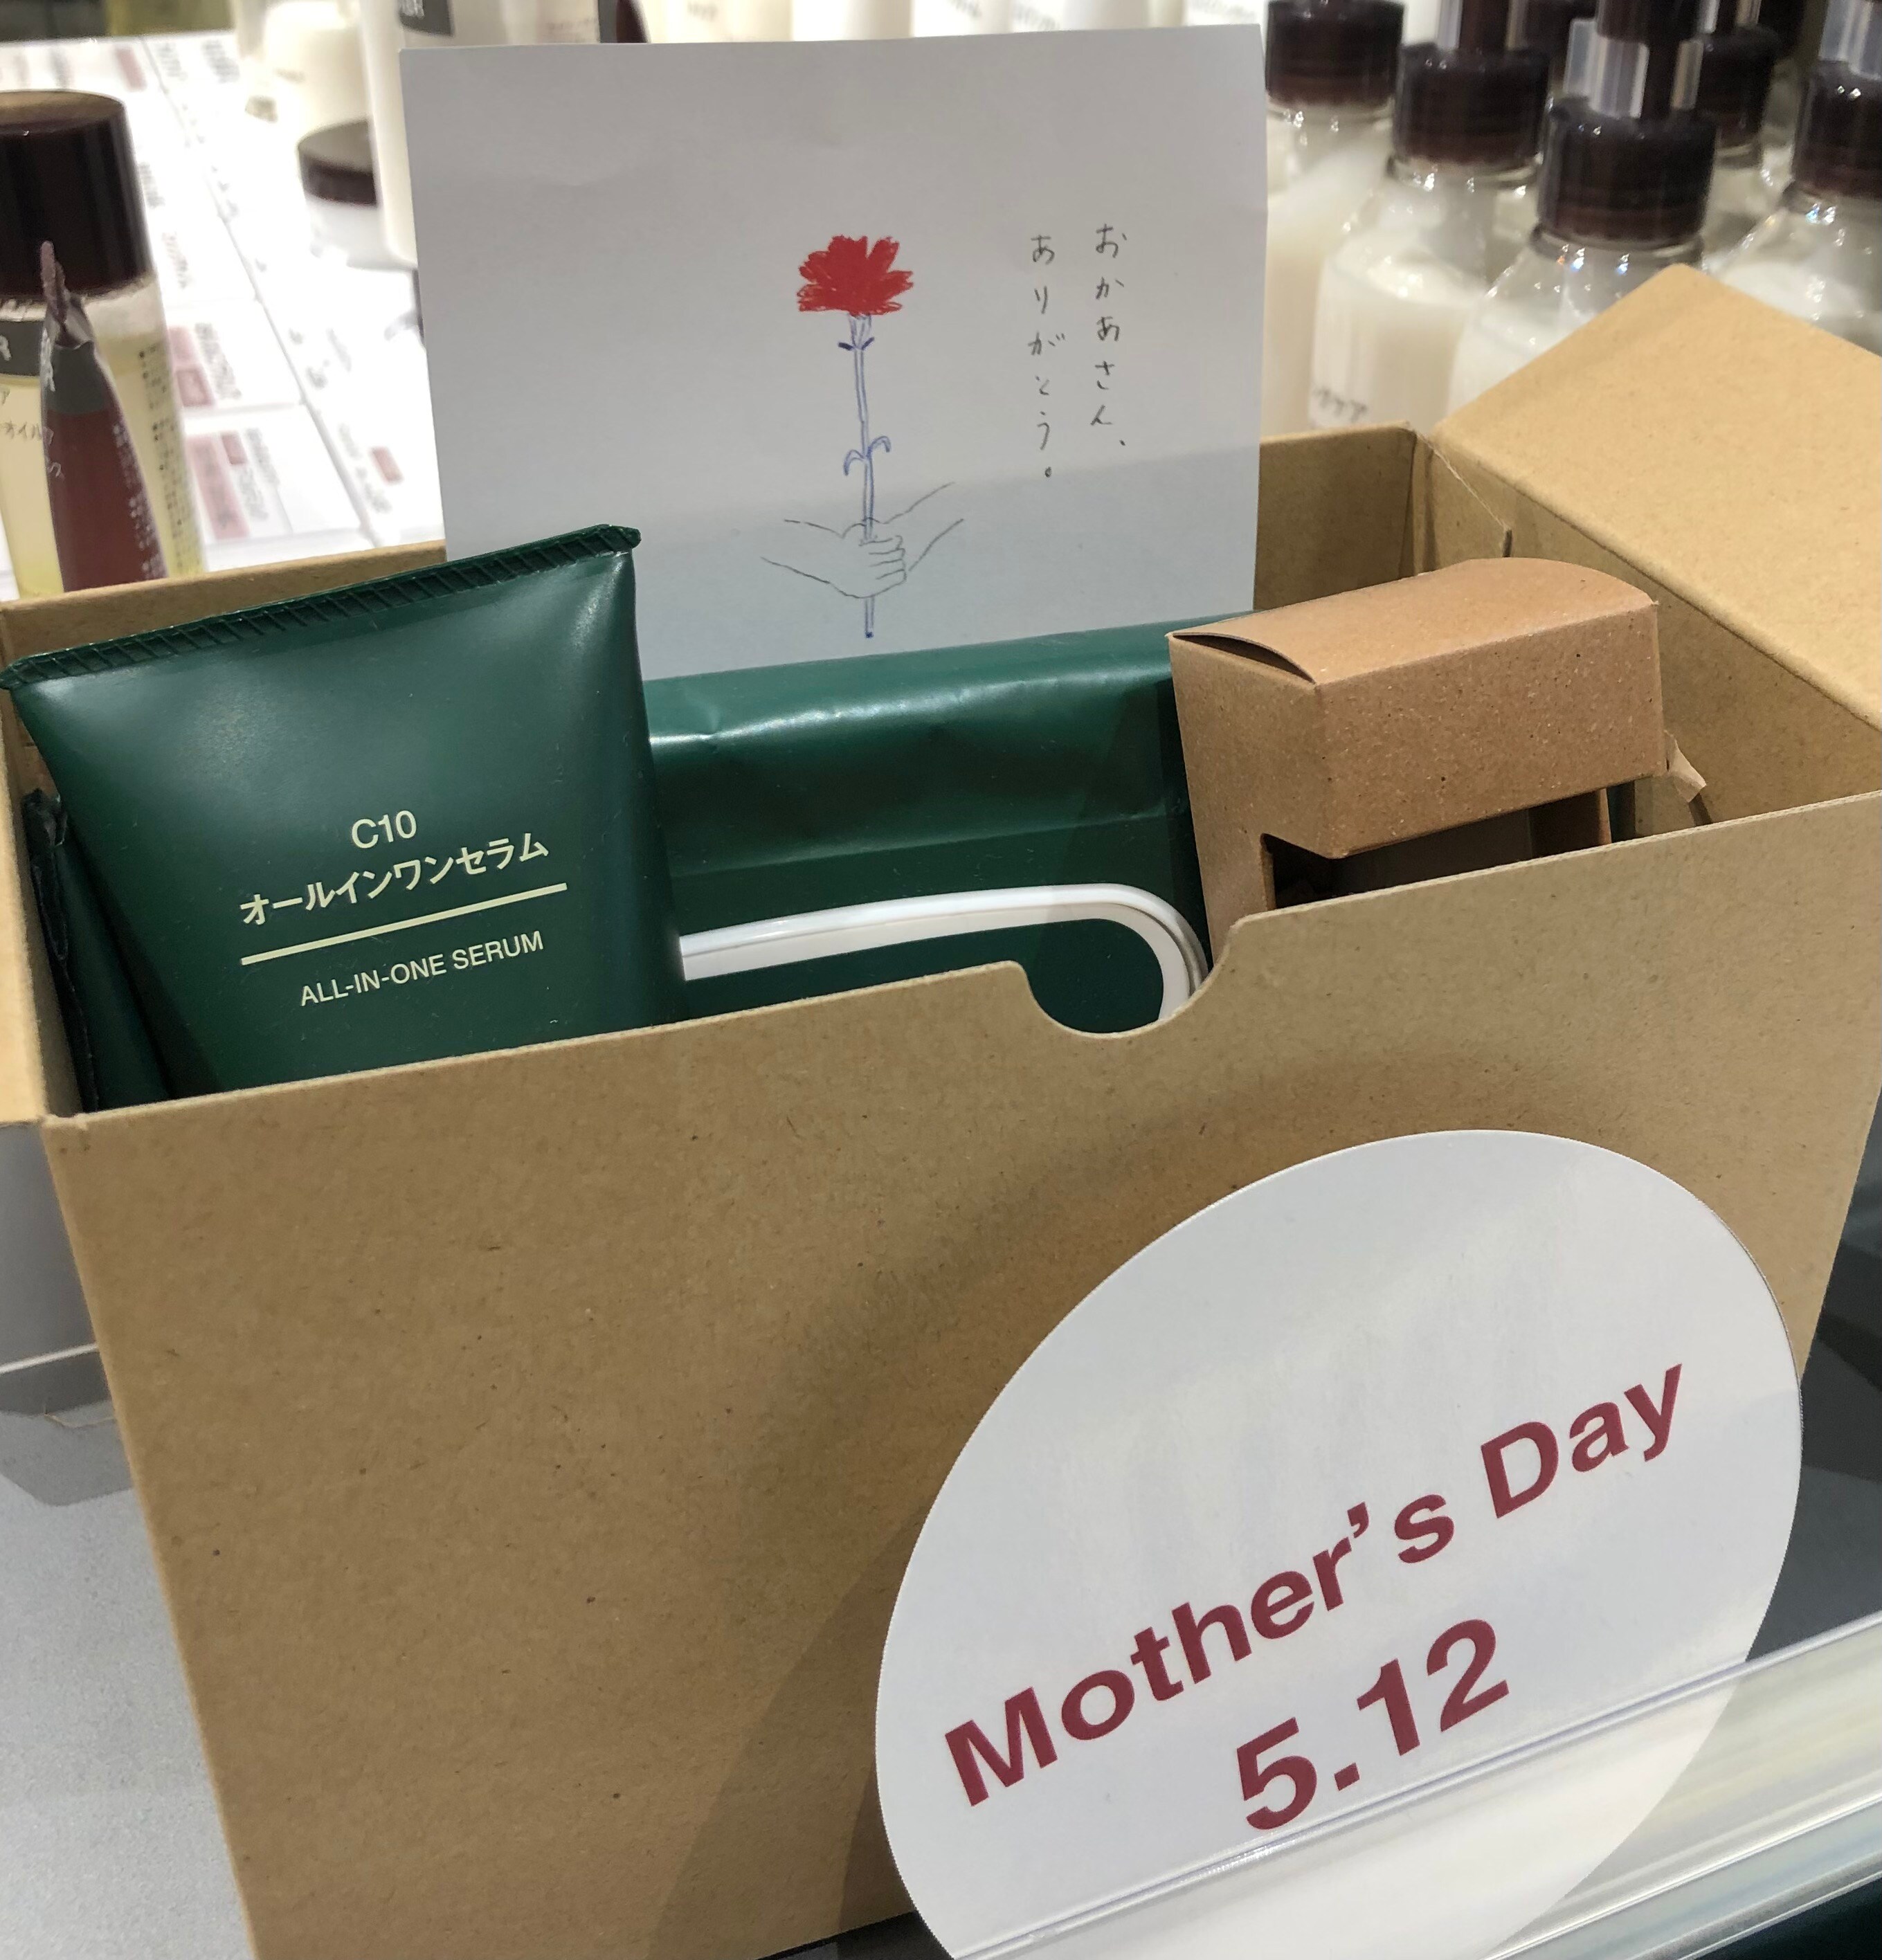 おかあさん、
ありがとう。
C10
オールインワンセラム
ALL-IN-ONE SERUM
Mother's Day
5.12